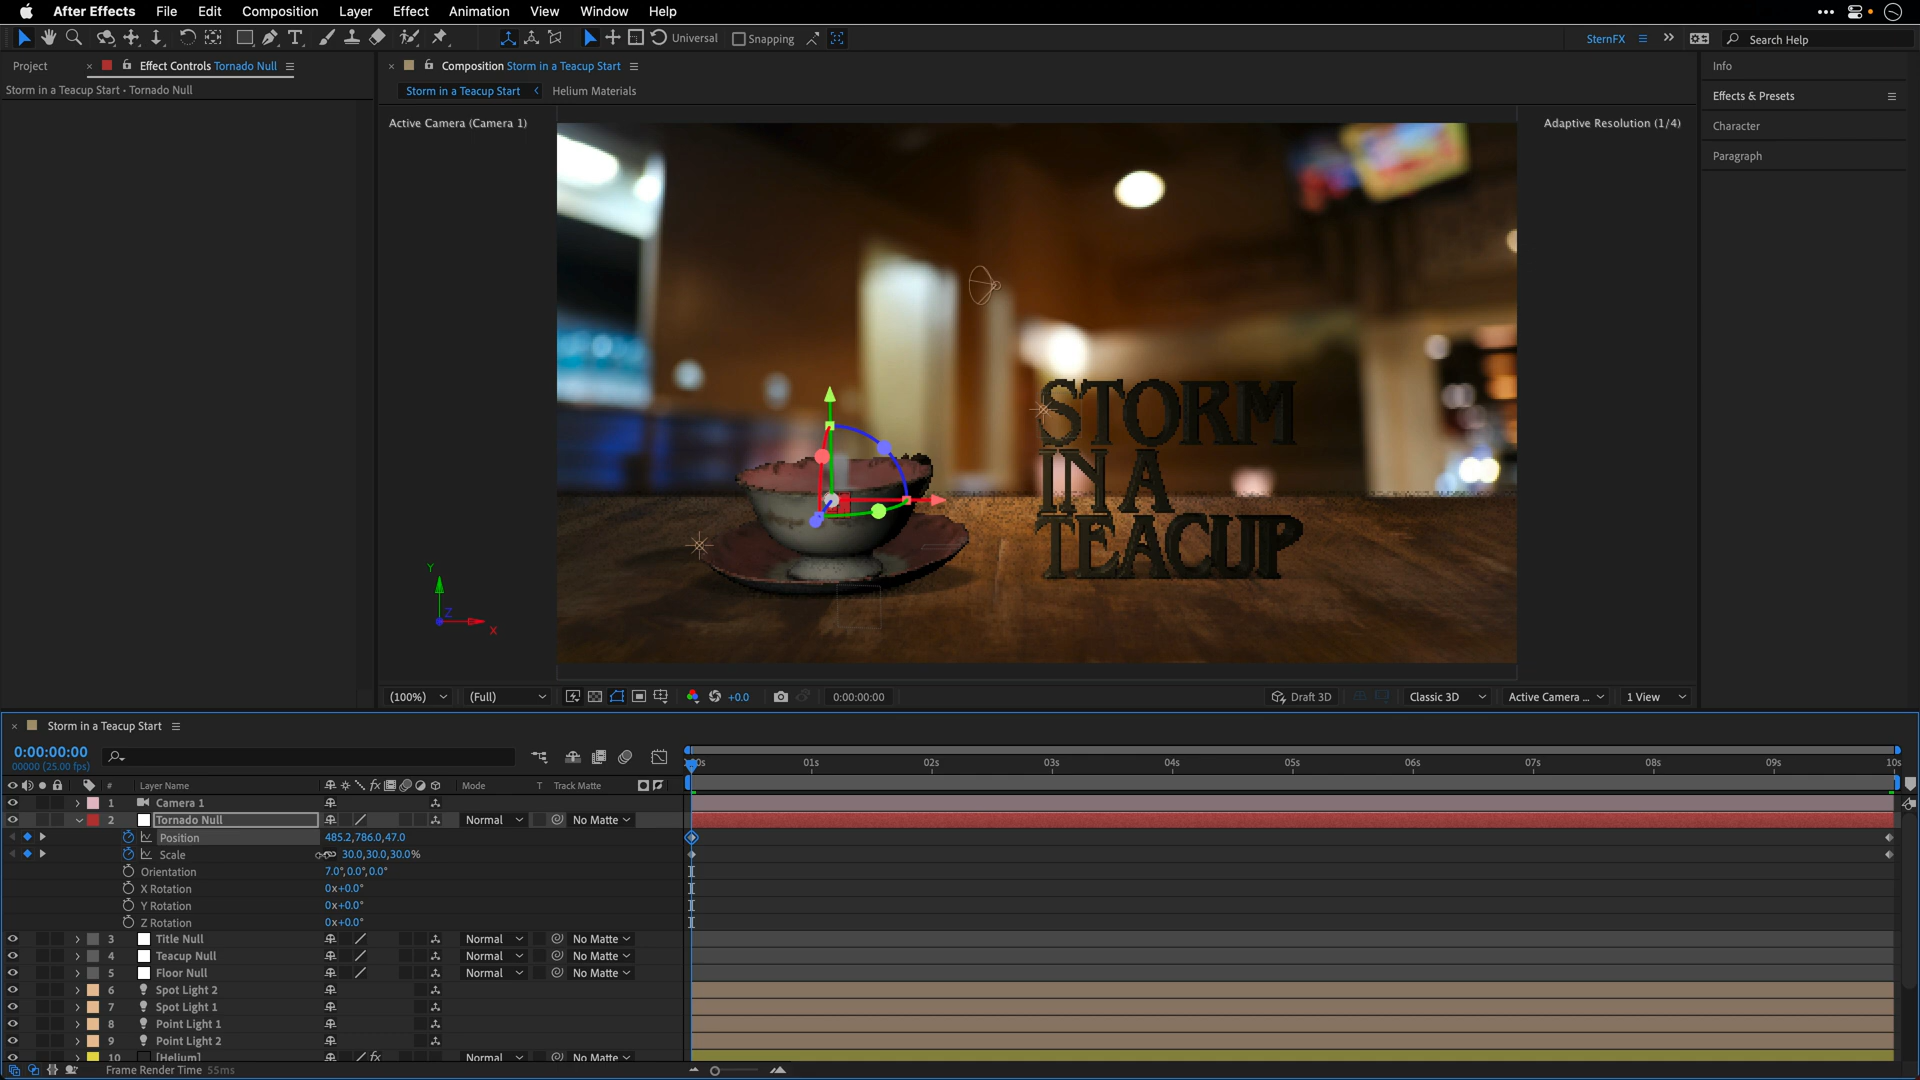 After Effects File Edit Composition Layer Effect Animation View Window Help
Universal Snapping SternFX Search Help
Project Effect Controls Tornado Null
Composition Storm in a Teacup Start
Info
Storm in a Teacup Start • Tornado Null
Storm in a Teacup Start Helium Materials
Effects & Presets
Active Camera (Camera 1)
Adaptive Resolution (1/4)
Character
Paragraph
STORM
IN A
TEACUP
Y
Z
X
(100%) (Full) +0.0 0:00:00:00 Draft 3D Classic 3D Active Camera ... 1 View
Storm in a Teacup Start
0:00:00:00
00000 (25.00 fps)
01s 02s 03s 04s 05s 06s 07s 08s 09s 10s
# Layer Name fx Mode T Track Matte
1 Camera 1
2 Tornado Null Normal No Matte
Position 485.2,786.0,47.0
Scale 30.0,30.0,30.0%
Orientation 7.0°,0.0°,0.0°
X Rotation 0x+0.0°
Y Rotation 0x+0.0°
Z Rotation 0x+0.0°
3 Title Null Normal No Matte
4 Teacup Null Normal No Matte
5 Floor Null Normal No Matte
6 Spot Light 2
7 Spot Light 1
8 Point Light 1
9 Point Light 2
10 [Helium] fx Normal No Matte
Frame Render Time 55ms